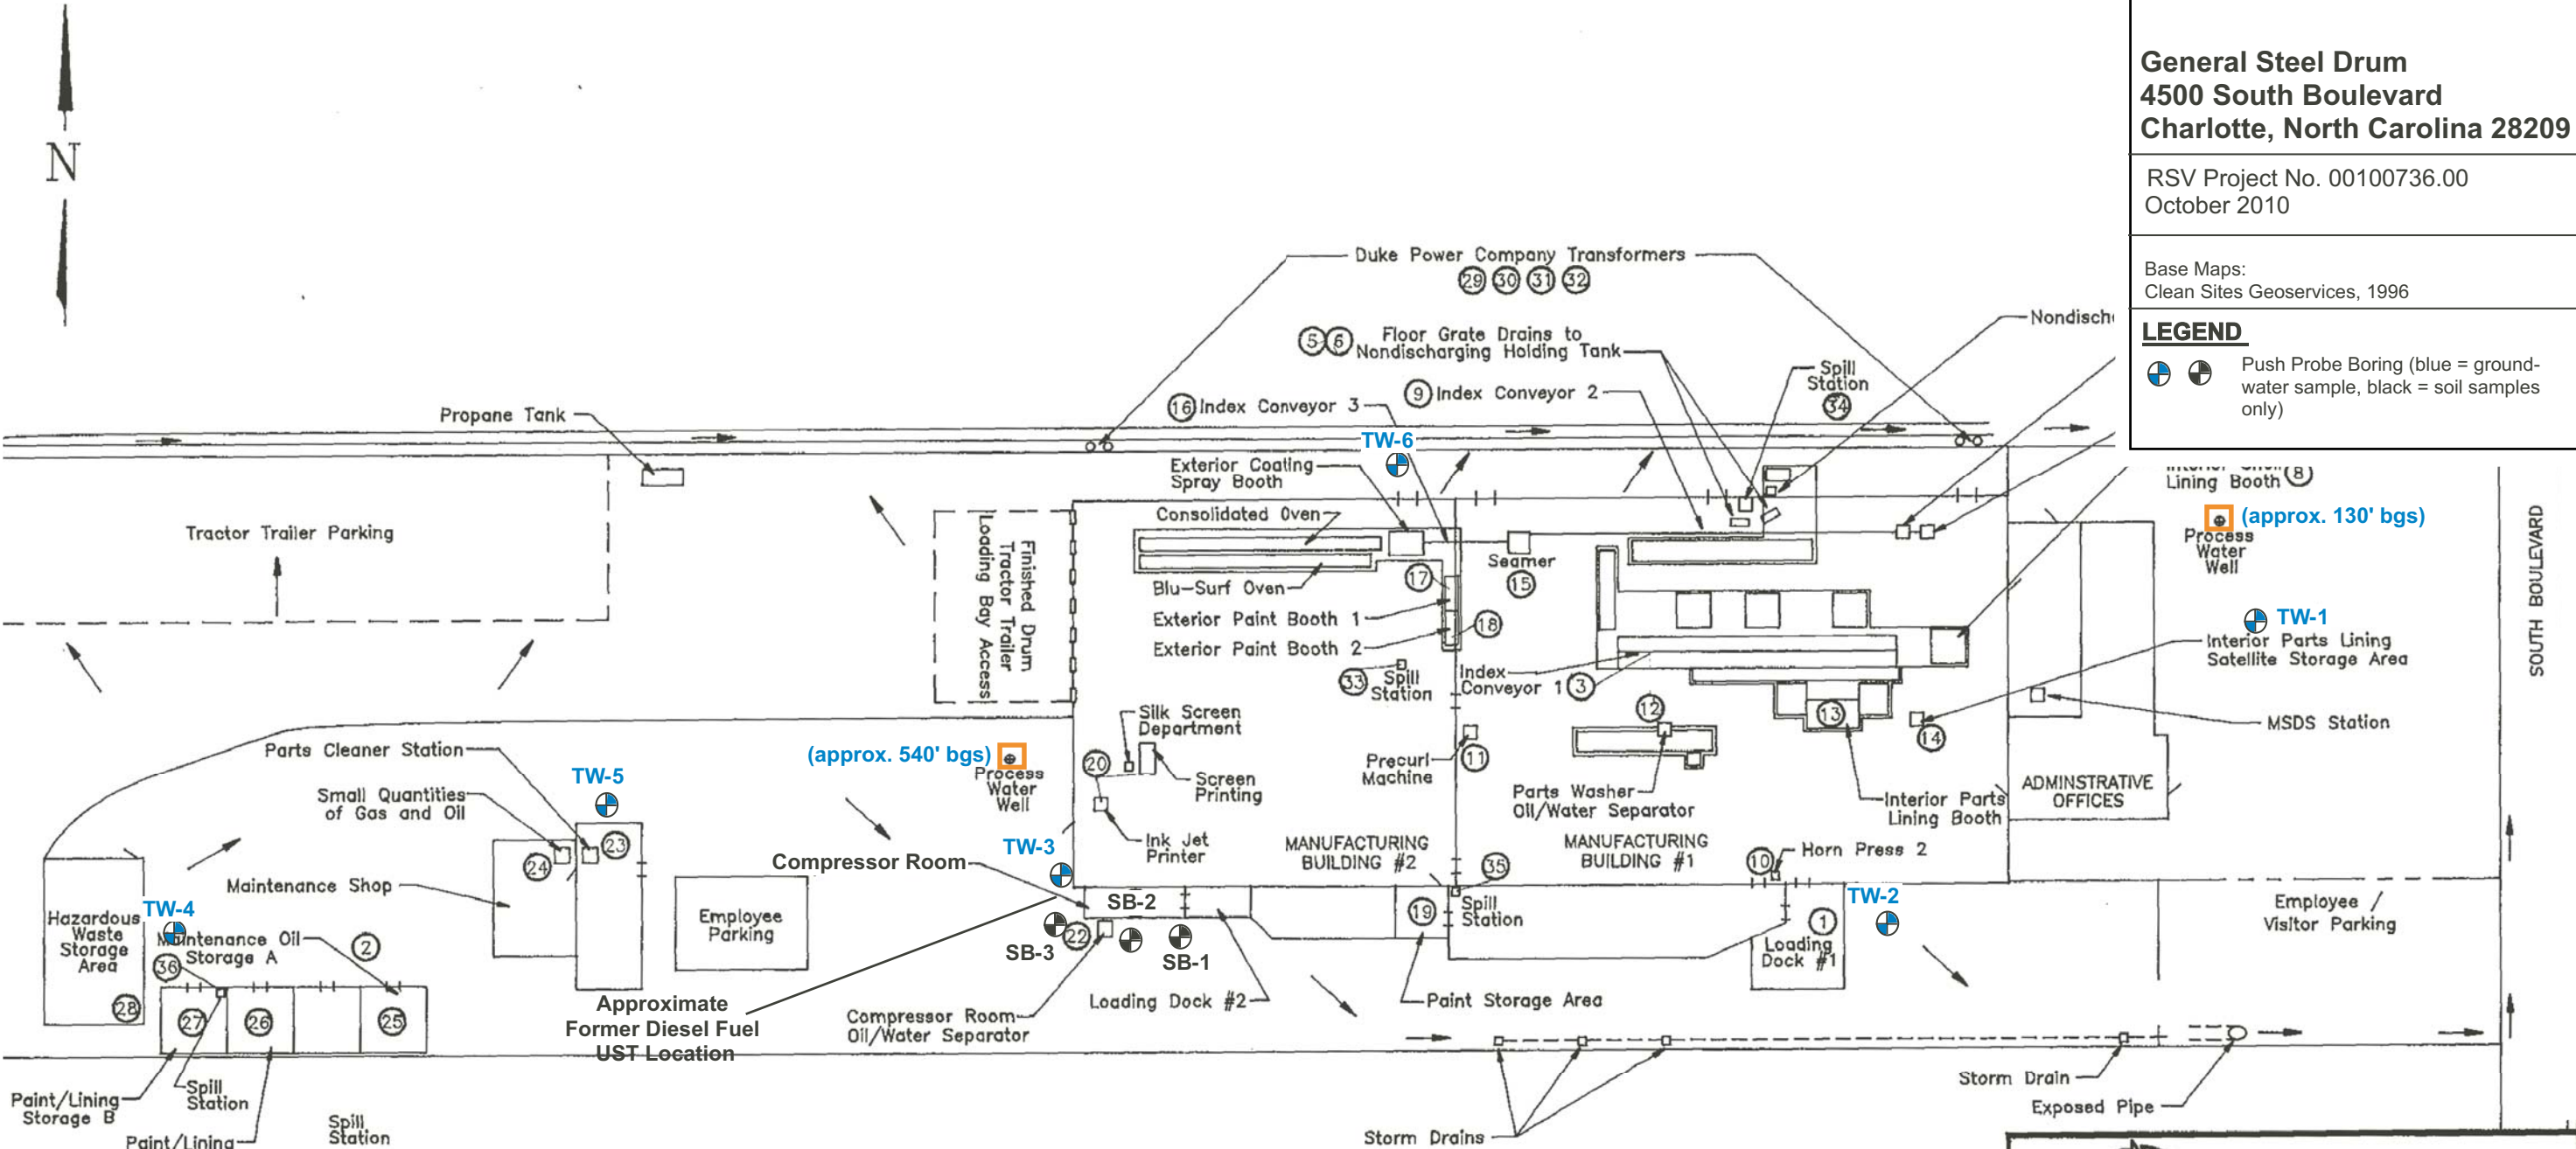 General Steel Drum
4500 South Boulevard
Charlotte, North Carolina 28209
RSV Project No. 00100736.00
October 2010
Base Maps:
Clean Sites Geoservices, 1996
LEGEND
Push Probe Boring (blue = ground-
water sample, black = soil samples
only)
N
Duke Power Company Transformers
29 30 31 32
5 6 Floor Grate Drains to
Nondischarging Holding Tank
Spill
Station
34
9 Index Conveyor 2
16 Index Conveyor 3
Propane Tank
TW-6
Exterior Coating
Spray Booth
Lining Booth 8
(approx. 130' bgs)
Process
Water
Well
Consolidated Oven
Tractor Trailer Parking
Finished Drum
Tractor Trailer
Loading Bay Access
Seamer
15
Blu-Surf Oven
17
Exterior Paint Booth 1
18
Exterior Paint Booth 2
TW-1
Interior Parts Lining
Satellite Storage Area
SOUTH BOULEVARD
33 Spill
Station
Index
Conveyor 1 3
12
13
14
MSDS Station
Silk Screen
Department
20
Screen
Printing
Ink Jet
Printer
Precurl
Machine
11
Parts Washer
Oil/Water Separator
Interior Parts
Lining Booth
ADMINSTRATIVE
OFFICES
Parts Cleaner Station
(approx. 540' bgs)
Process
Water
Well
TW-5
Small Quantities
of Gas and Oil
23
24
Maintenance Shop
TW-3
Compressor Room
MANUFACTURING
BUILDING #2
MANUFACTURING
BUILDING #1
35
10 Horn Press 2
Hazardous
Waste
Storage
Area
28
TW-4
Maintenance Oil
Storage A
2
36
Employee
Parking
SB-2
SB-3
22
SB-1
19
Spill
Station
1
Loading
Dock #1
TW-2
Employee /
Visitor Parking
27
26
25
Approximate
Former Diesel Fuel
UST Location
Compressor Room
Oil/Water Separator
Loading Dock #2
Paint Storage Area
Storm Drain
Exposed Pipe
Storm Drains
Paint/Lining
Storage B
Spill
Station
Paint/Lining
Spill
Station